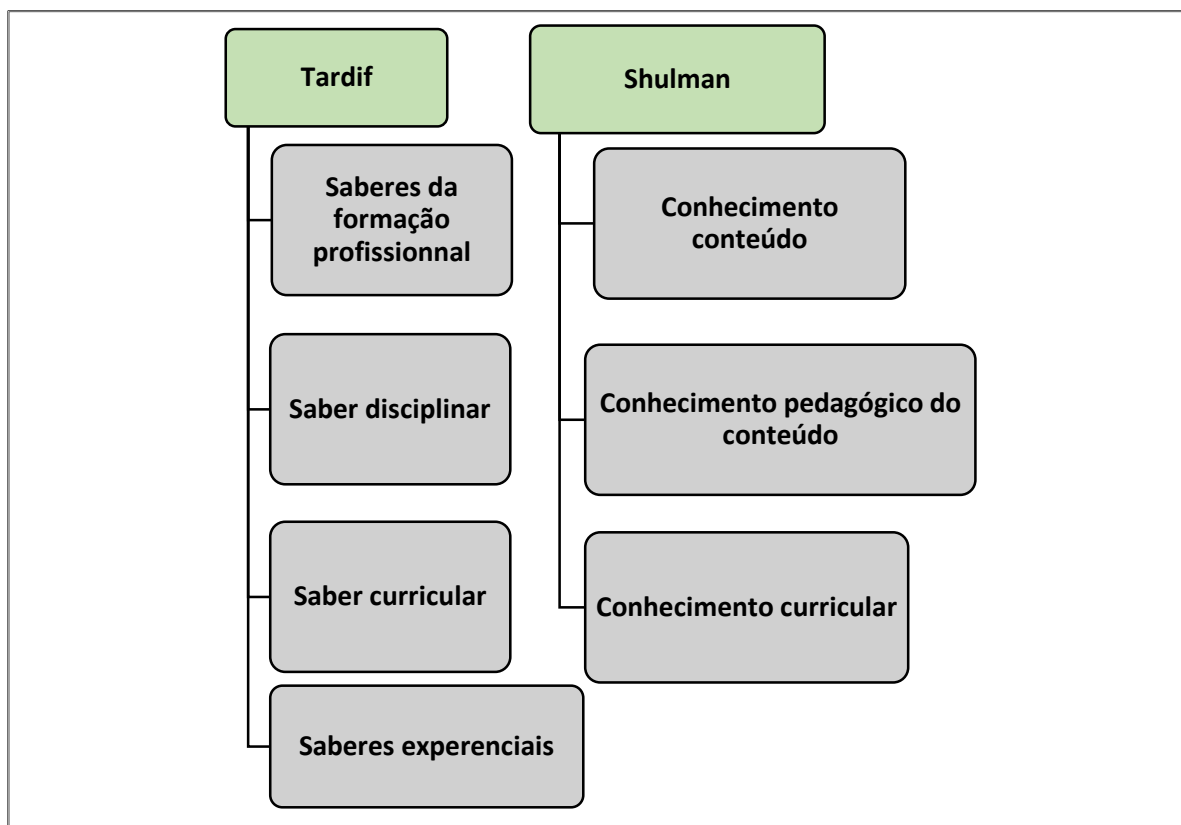 Tardif
Saberes da
formação
profissionnal
Saber disciplinar
Saber curricular
Saberes experenciais
Shulman
Conhecimento
conteúdo
Conhecimento pedagógico do
conteúdo
Conhecimento curricular